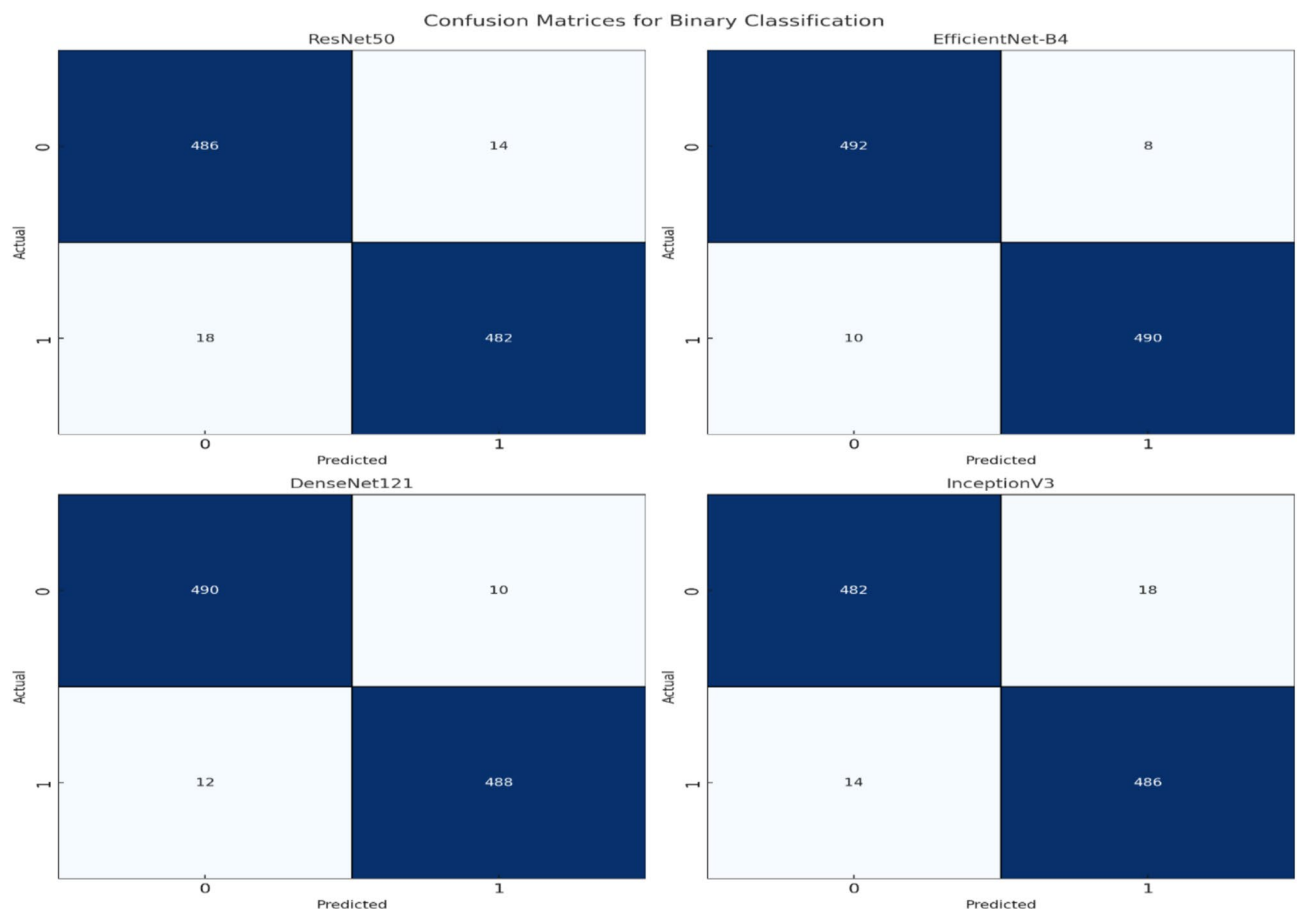 Confusion Matrices for Binary Classification
ResNet50
0
486 14
Actual
1
18 482
0 1
Predicted
EfficientNet-B4
0
492 8
Actual
1
10 490
0 1
Predicted
DenseNet121
0
490 10
Actual
1
12 488
0 1
Predicted
InceptionV3
0
482 18
Actual
1
14 486
0 1
Predicted